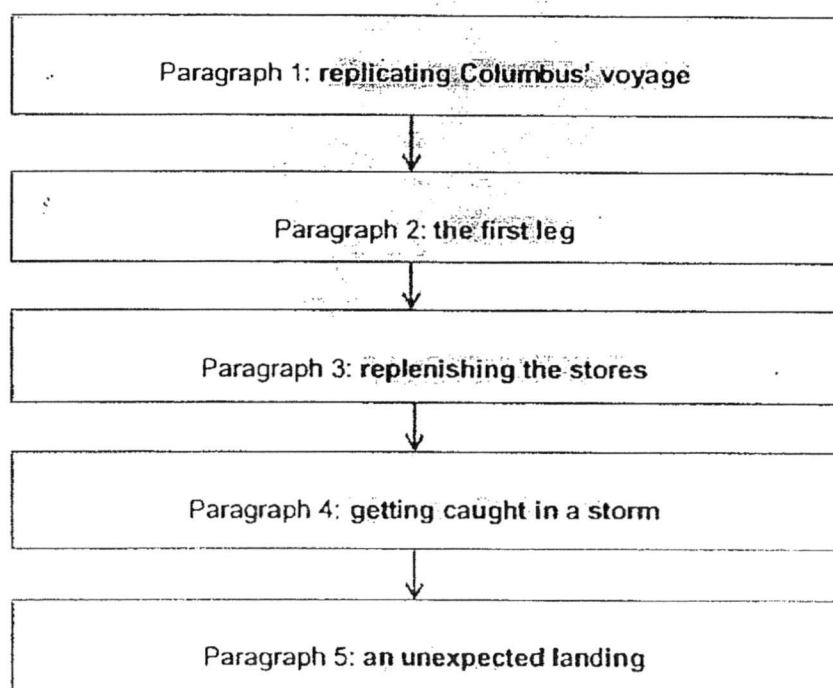 Paragraph 1: replicating Columbus' voyage
Paragraph 2: the first leg
Paragraph 3: replenishing the stores
Paragraph 4: getting caught in a storm
Paragraph 5: an unexpected landing